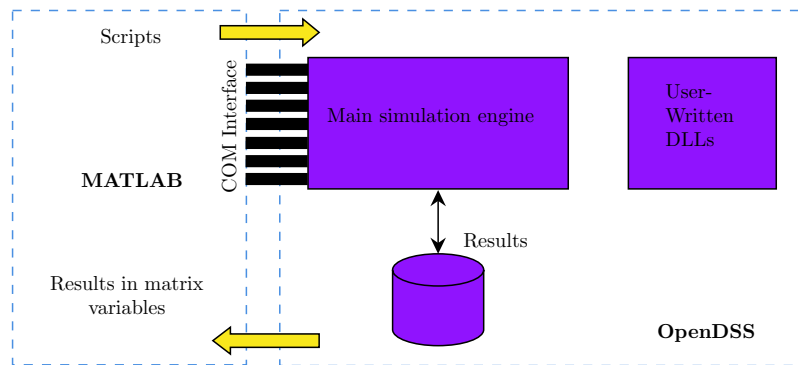 Scripts
COM Interface
Main simulation engine
User-
Written
DLLs
MATLAB
Results
Results in matrix
variables
OpenDSS